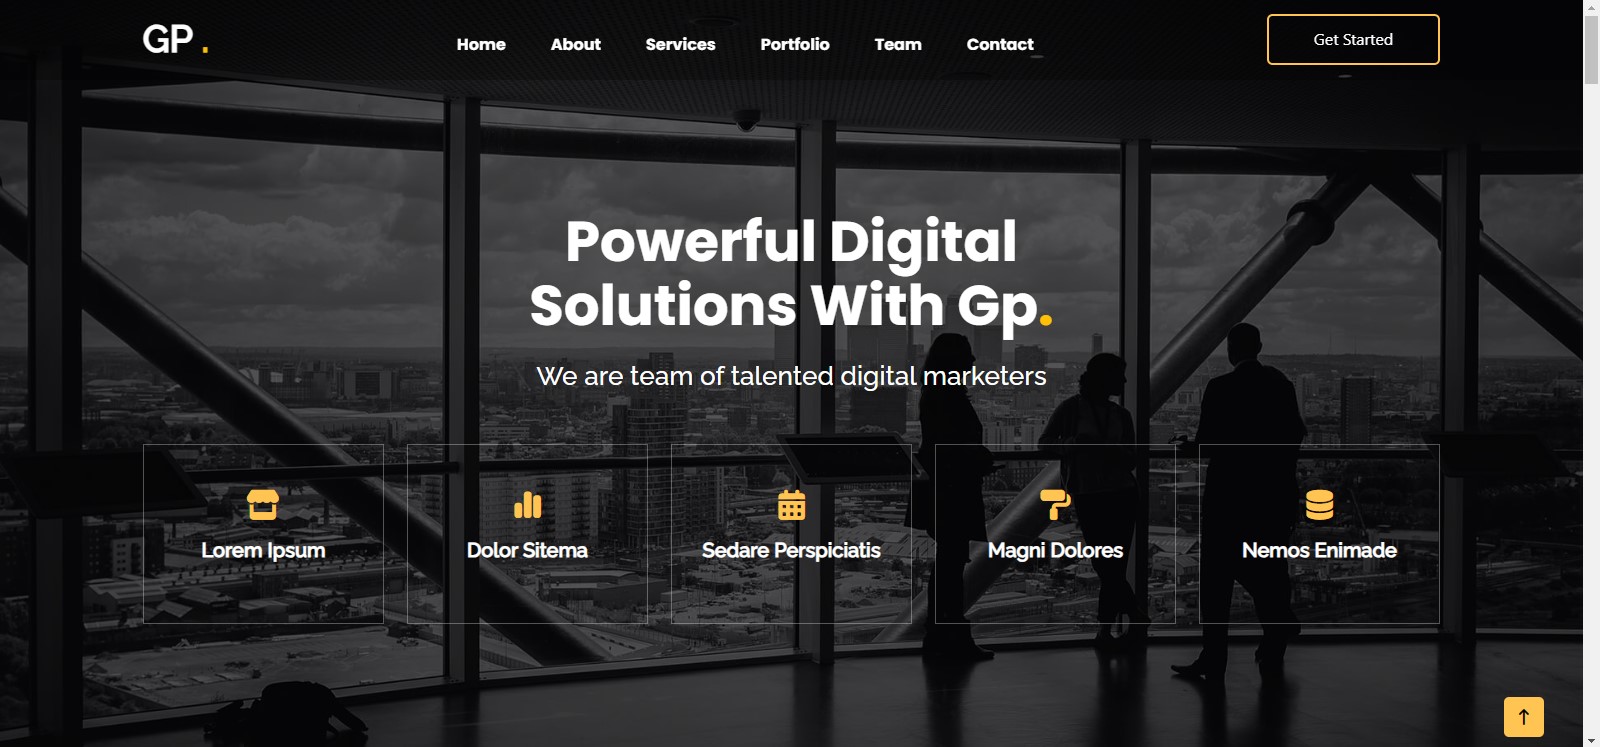 GP .
Home
About
Services
Portfolio
Team
Contact
Get Started
Powerful Digital
Solutions With Gp.
We are team of talented digital marketers
Lorem Ipsum
Dolor Sitema
Sedare Perspiciatis
Magni Dolores
Nemos Enimade